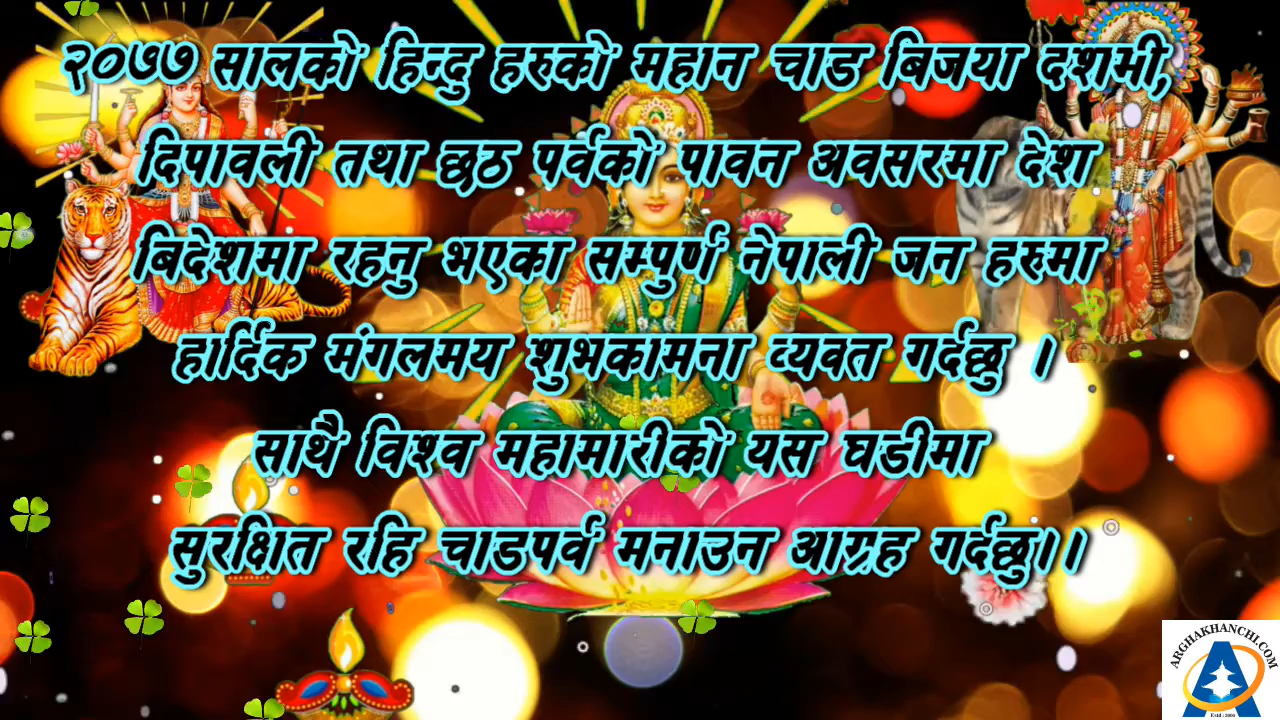 २०७७ सालको हिन्दु हरुको महान चाड बिजया दशमी,
दिपावली तथा छठ पर्वको पावन अवसरमा देश
बिदेशमा रहनु भएका सम्पुर्ण नेपाली जन हरुमा
हार्दिक मंगलमय शुभकामना व्यवत गर्दछु ।
साथै विश्व महामारीको यस घडीमा
सुरक्षित रहि चाडपर्व मनाउन आग्रह गर्दछु।।
ARGHAKHANCHI.COM